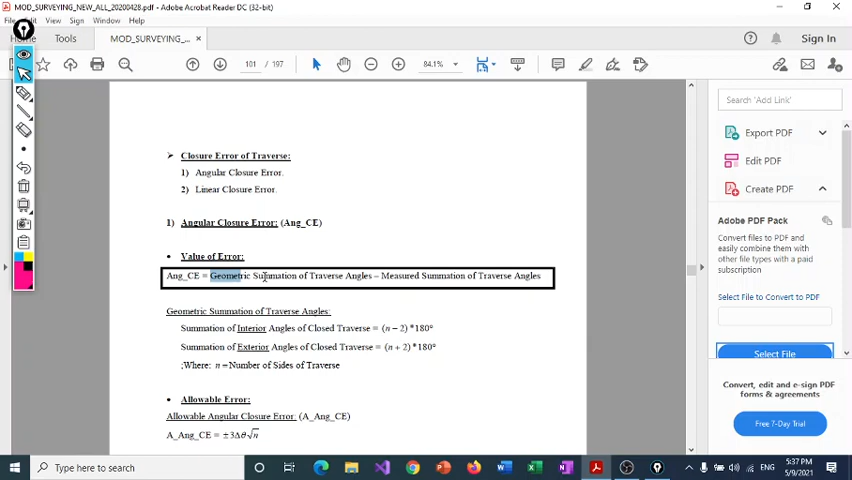 MOD_SURVEYING_NEW_ALL_20200428.pdf - Adobe Acrobat Reader DC (32-bit)
Edit View Sign Window Help
Home Tools MOD_SURVEYING_... × Sign In
101 / 197 84.1%
➤ Closure Error of Traverse:
1) Angular Closure Error.
2) Linear Closure Error.
1) Angular Closure Error: (Ang_CE)
• Value of Error:
Ang_CE = Geometric Summation of Traverse Angles – Measured Summation of Traverse Angles
Geometric Summation of Traverse Angles:
Summation of Interior Angles of Closed Traverse = (n – 2) *180°
Summation of Exterior Angles of Closed Traverse = (n + 2) *180°
;Where: n = Number of Sides of Traverse
• Allowable Error:
Allowable Angular Closure Error: (A_Ang_CE)
A_Ang_CE = ±3Δθ√n
Search 'Add Link'
Export PDF
Edit PDF
Create PDF
Adobe PDF Pack
Convert files to PDF and
easily combine them with
other file types with a paid
subscription
Select File to Convert to PDF
Select File
Convert, edit and e-sign PDF
forms & agreements
Free 7-Day Trial
Type here to search
ENG
5:37 PM
5/9/2021